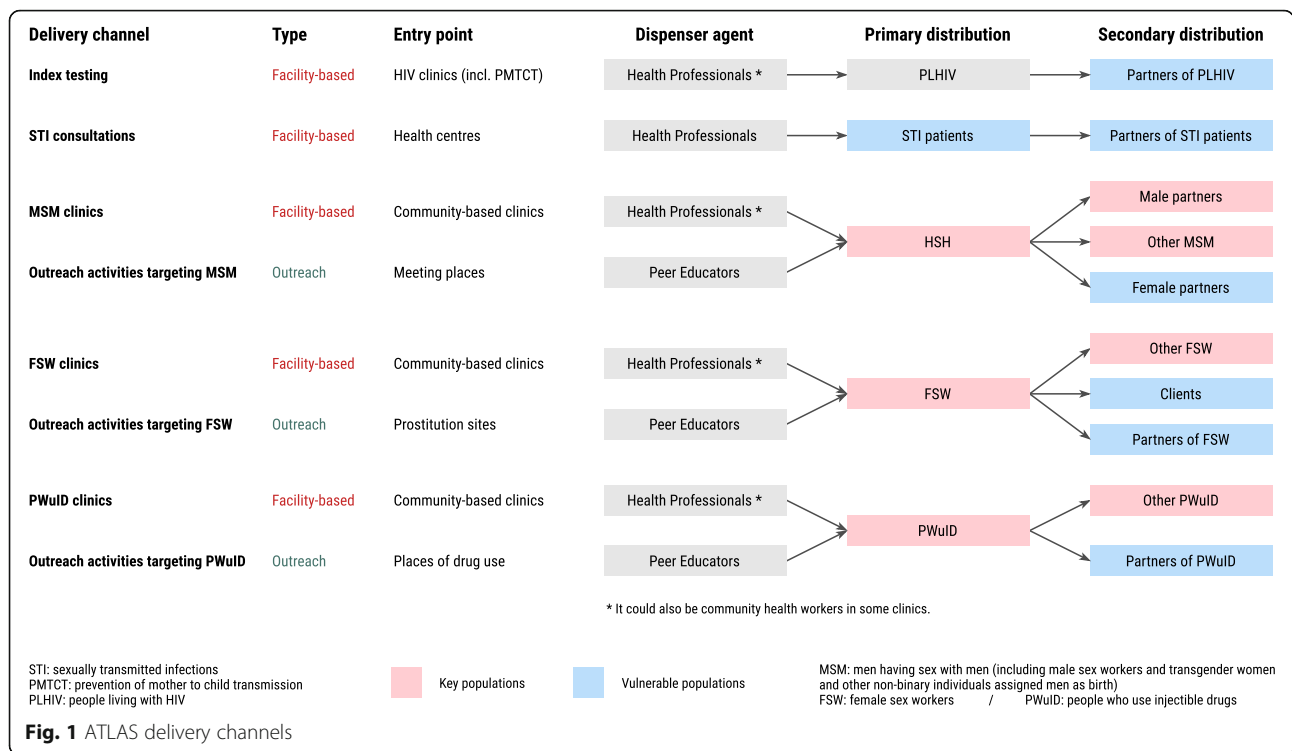 Delivery channel Type Entry point Dispenser agent Primary distribution Secondary distribution
Index testing Facility-based HIV clinics (incl. PMTCT) Health Professionals * PLHIV Partners of PLHIV
STI consultations Facility-based Health centres Health Professionals STI patients Partners of STI patients
Male partners
MSM clinics Facility-based Community-based clinics Health Professionals *
HSH Other MSM
Outreach activities targeting MSM Outreach Meeting places Peer Educators
Female partners
Other FSW
FSW clinics Facility-based Community-based clinics Health Professionals *
FSW Clients
Outreach activities targeting FSW Outreach Prostitution sites Peer Educators
Partners of FSW
PWuID clinics Facility-based Community-based clinics Health Professionals * Other PWuID
PWuID
Outreach activities targeting PWuID Outreach Places of drug use Peer Educators Partners of PWuID
* It could also be community health workers in some clinics.
STI: sexually transmitted infections
PMTCT: prevention of mother to child transmission
PLHIV: people living with HIV
Key populations
Vulnerable populations
MSM: men having sex with men (including male sex workers and transgender women
and other non-binary individuals assigned men as birth)
FSW: female sex workers / PWuID: people who use injectible drugs
Fig. 1 ATLAS delivery channels